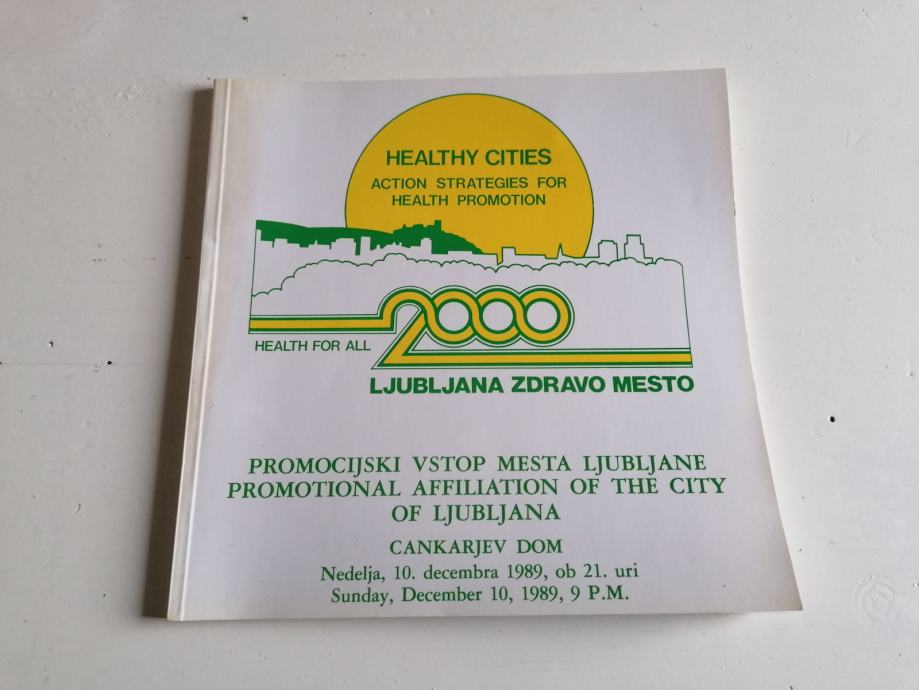 HEALTHY CITIES
ACTION STRATEGIES FOR
HEALTH PROMOTION
2000
HEALTH FOR ALL
LJUBLJANA ZDRAVO MESTO
PROMOCIJSKI VSTOP MESTA LJUBLJANE
PROMOTIONAL AFFILIATION OF THE CITY
OF LJUBLJANA
CANKARJEV DOM
Nedelja, 10. decembra 1989, ob 21. uri
Sunday, December 10, 1989, 9 P.M.